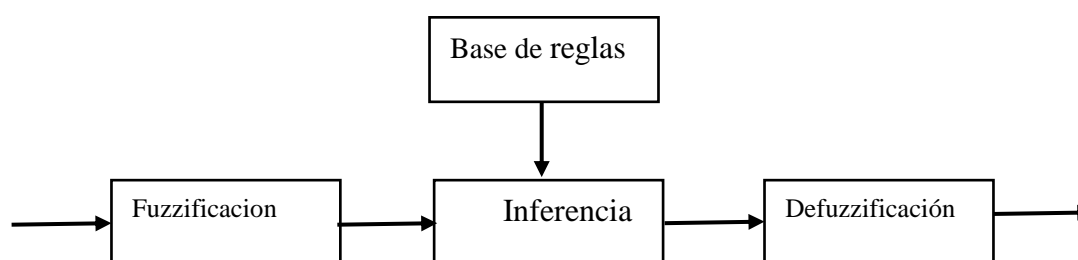 Base de reglas
Fuzzificacion
Inferencia
Defuzzificación